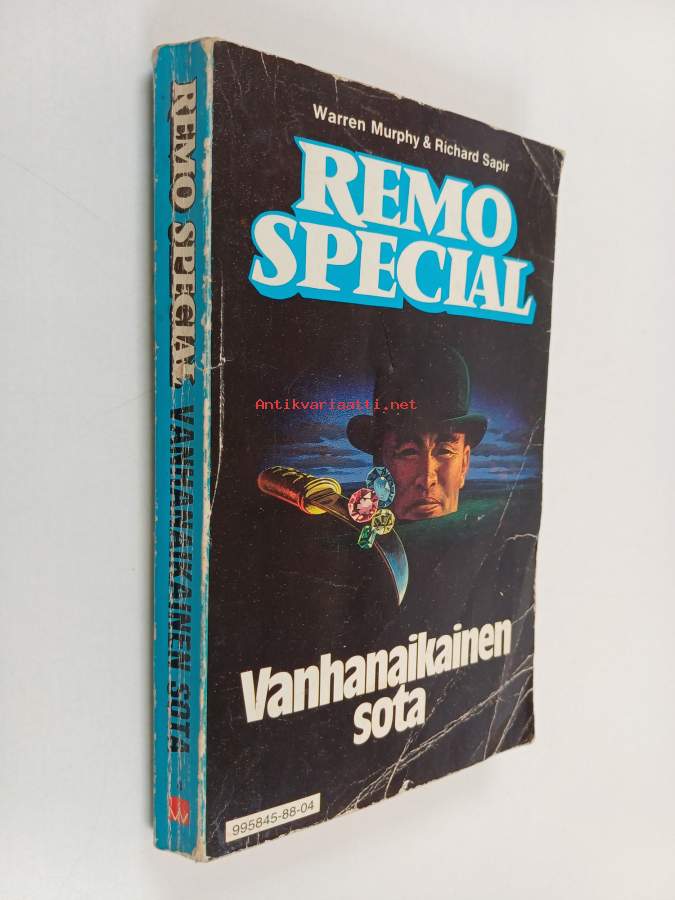 Warren Murphy & Richard Sapir
REMO
SPECIAL
Antikvariaatti.net
Vanhanaikainen
sota
995845-88-04
REMO SPECIAL VANHANAIKAINEN SOTA
W